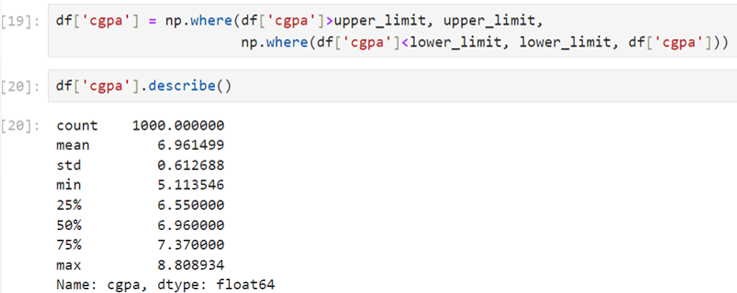 [19]: df['cgpa'] = np.where(df['cgpa']>upper_limit, upper_limit,
np.where(df['cgpa']<lower_limit, lower_limit, df['cgpa']))
[20]: df['cgpa'].describe()
[20]: count 1000.000000
mean 6.961499
std 0.612688
min 5.113546
25% 6.550000
50% 6.960000
75% 7.370000
max 8.808934
Name: cgpa, dtype: float64